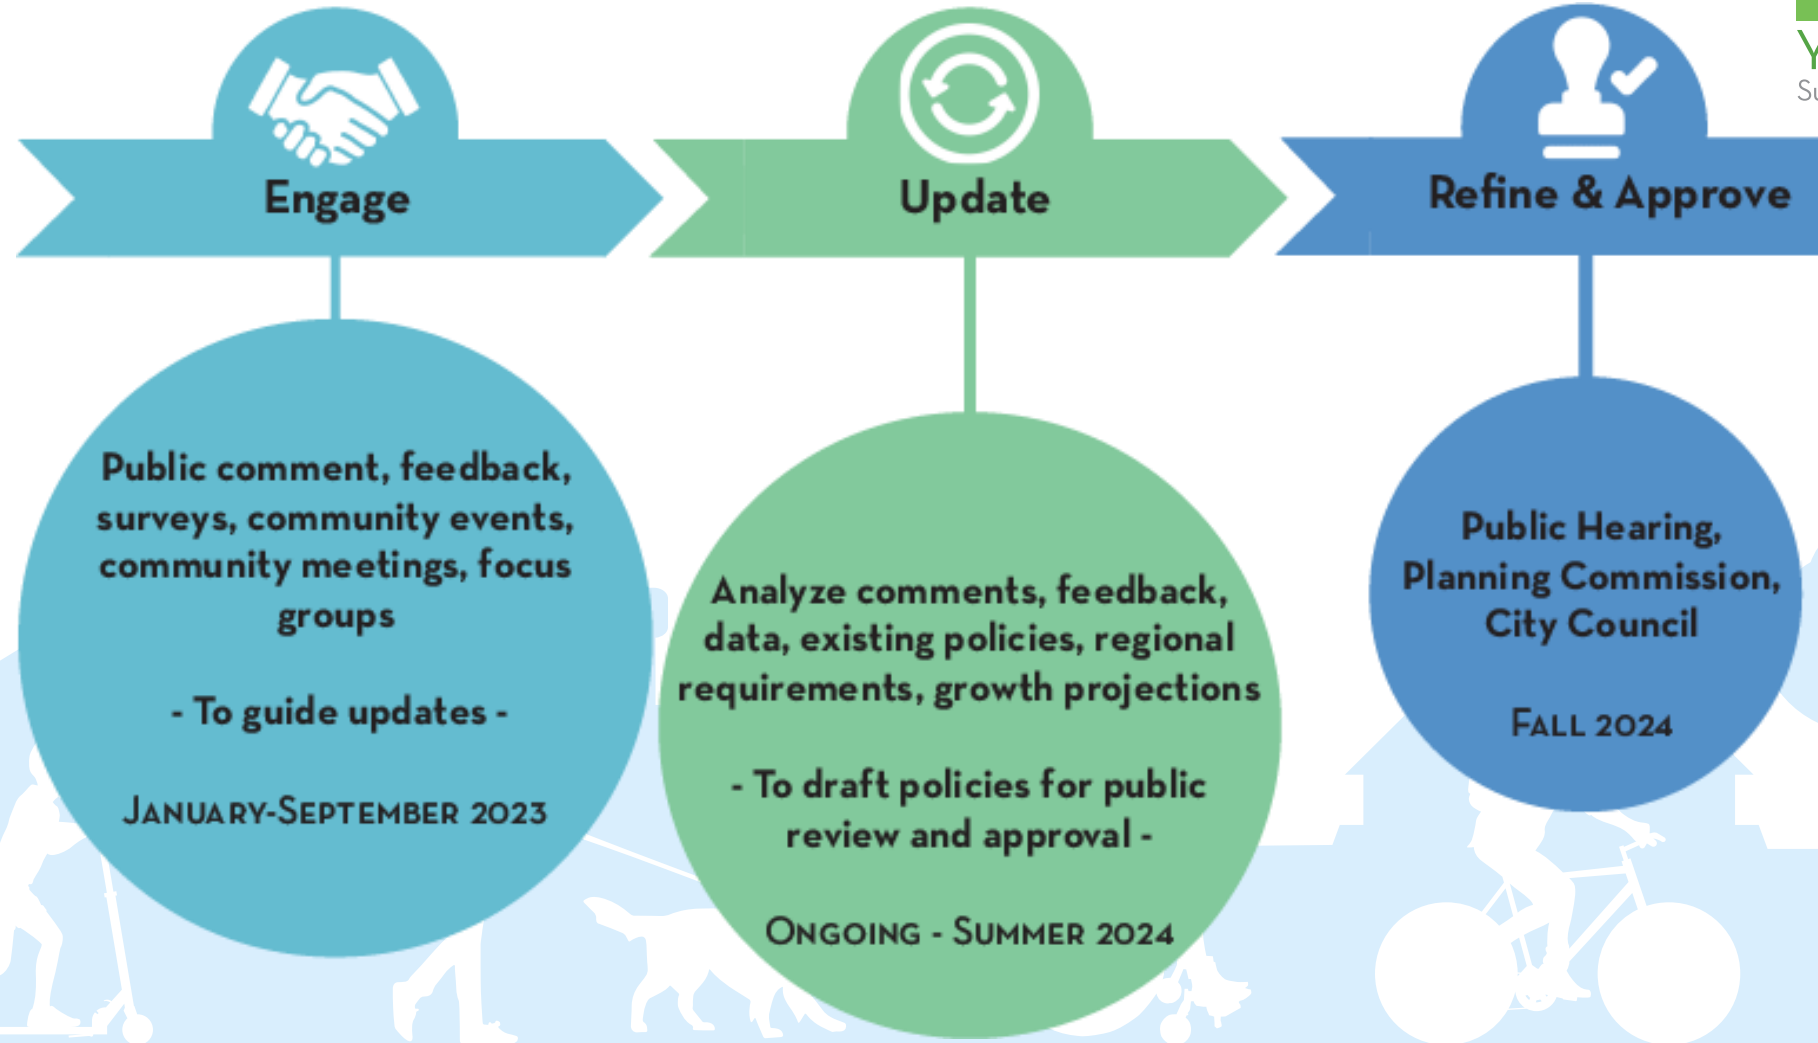 Engage
Update
Refine & Approve
Public comment, feedback,
surveys, community events,
community meetings, focus
groups
- To guide updates -
JANUARY-SEPTEMBER 2023
Analyze comments, feedback,
data, existing policies, regional
requirements, growth projections
- To draft policies for public
review and approval -
ONGOING - SUMMER 2024
Public Hearing,
Planning Commission,
City Council
FALL 2024